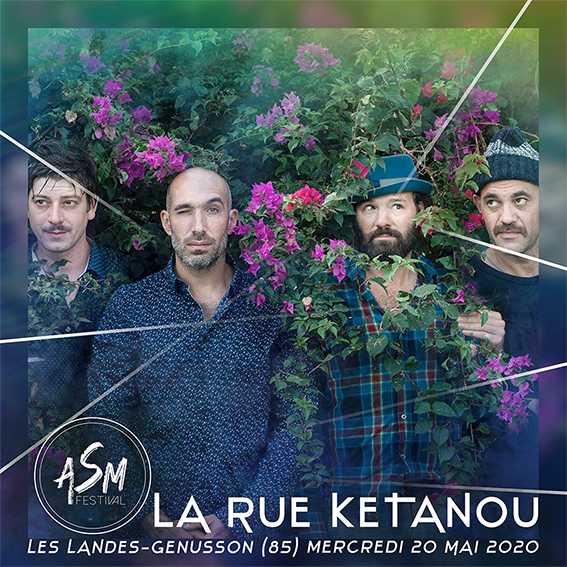 ASM
FESTIVAL
LA RUE KETANOU
LES LANDES-GENUSSON (85) MERCREDI 20 MAI 2020